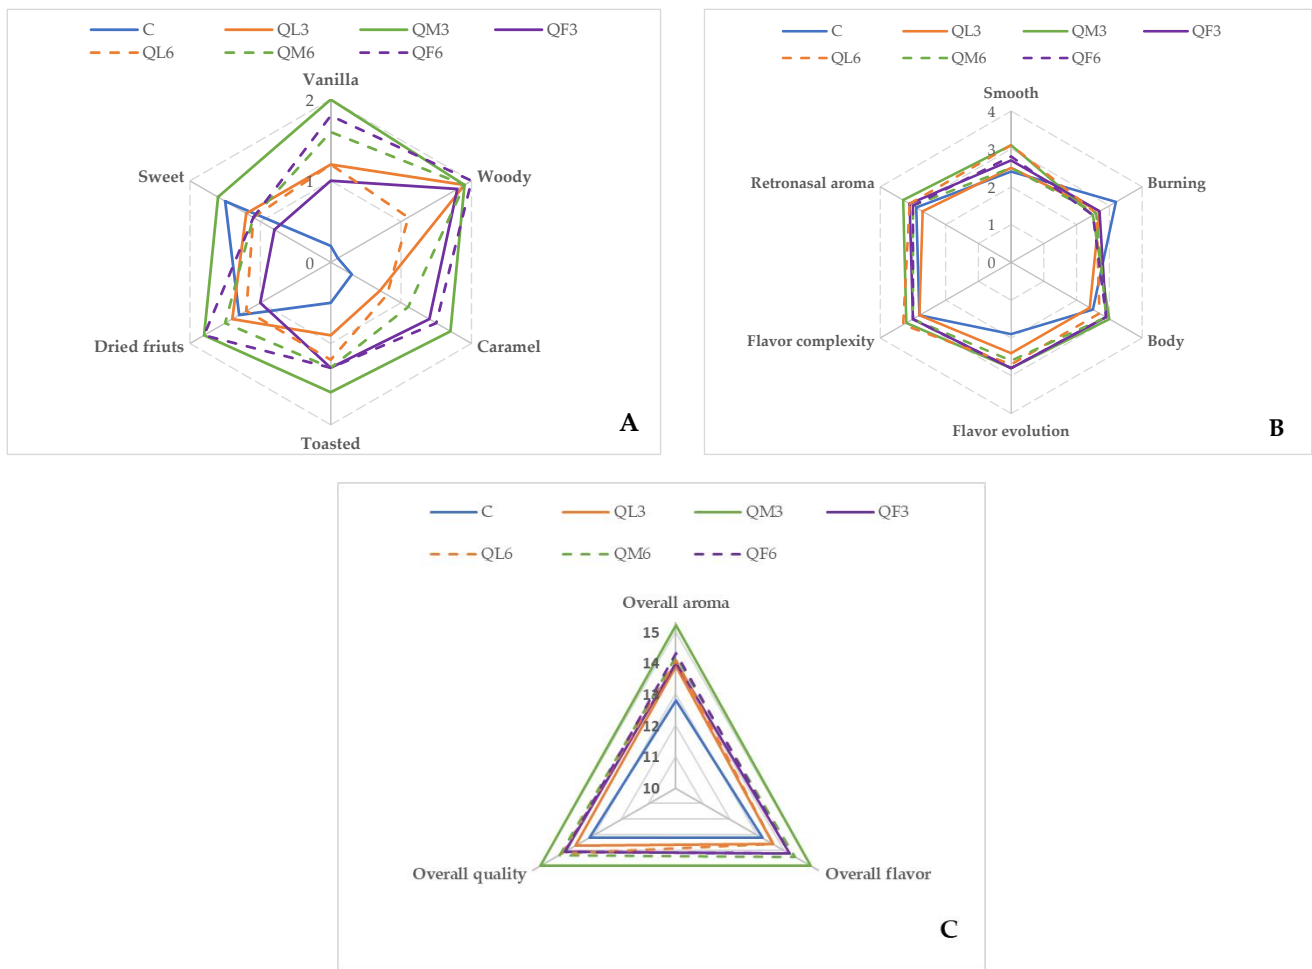 C QL3 QM3 QF3
QL6 QM6 QF6
Vanilla
2
Sweet
1
Woody
0
Dried friuts
Caramel
Toasted
A
C QL3 QM3 QF3
QL6 QM6 QF6
Smooth
4
3
Retronasal aroma
2
Burning
1
0
Flavor complexity
Body
Flavor evolution
B
C QL3 QM3 QF3
QL6 QM6 QF6
Overall aroma
15
14
13
12
11
10
Overall quality
Overall flavor
C